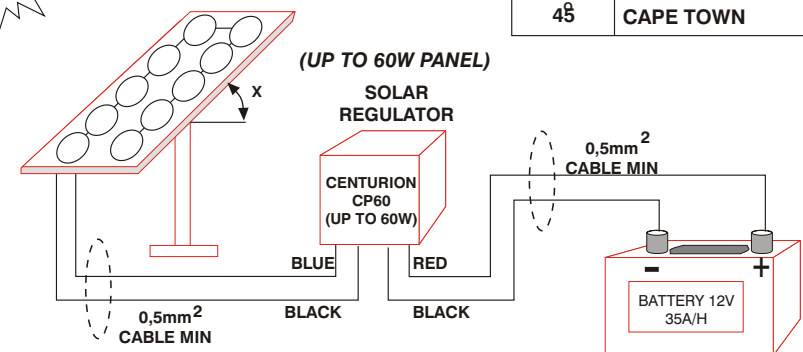 45° CAPE TOWN
(UP TO 60W PANEL)
X
SOLAR
REGULATOR
0,5mm²
CABLE MIN
CENTURION
CP60
(UP TO 60W)
BLUE RED
- +
BLACK BLACK
BATTERY 12V
35A/H
0,5mm²
CABLE MIN